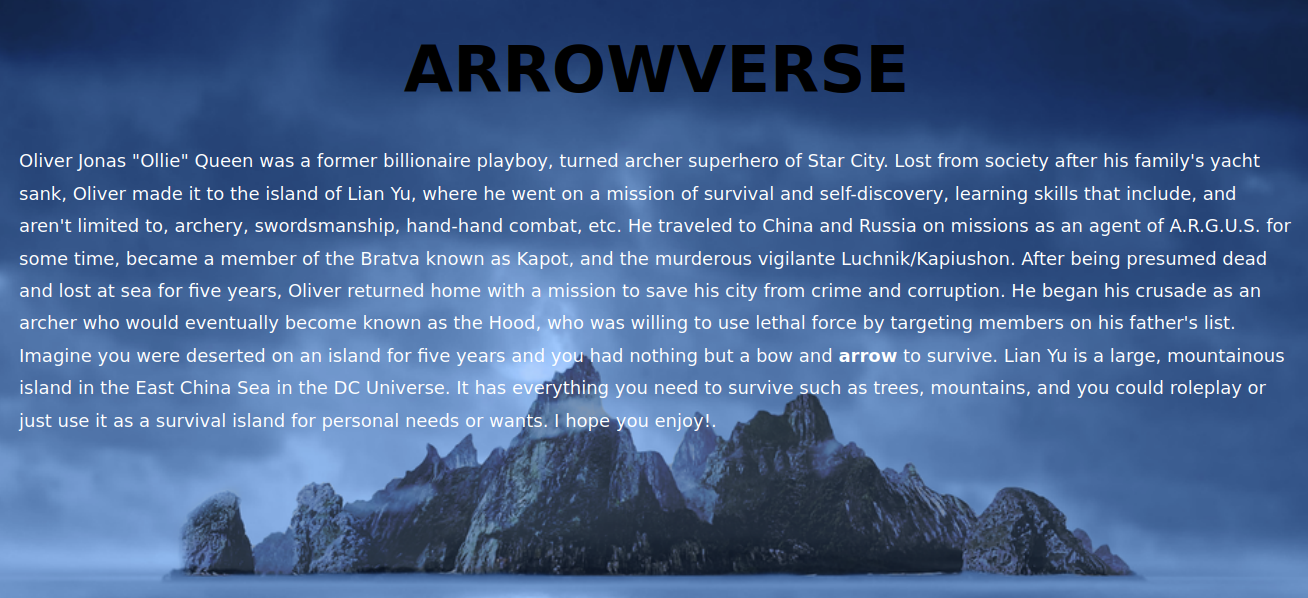 ARROWVERSE
Oliver Jonas "Ollie" Queen was a former billionaire playboy, turned archer superhero of Star City. Lost from society after his family's yacht
sank, Oliver made it to the island of Lian Yu, where he went on a mission of survival and self-discovery, learning skills that include, and
aren't limited to, archery, swordsmanship, hand-hand combat, etc. He traveled to China and Russia on missions as an agent of A.R.G.U.S. for
some time, became a member of the Bratva known as Kapot, and the murderous vigilante Luchnik/Kapiushon. After being presumed dead
and lost at sea for five years, Oliver returned home with a mission to save his city from crime and corruption. He began his crusade as an
archer who would eventually become known as the Hood, who was willing to use lethal force by targeting members on his father's list.
Imagine you were deserted on an island for five years and you had nothing but a bow and arrow to survive. Lian Yu is a large, mountainous
island in the East China Sea in the DC Universe. It has everything you need to survive such as trees, mountains, and you could roleplay or
just use it as a survival island for personal needs or wants. I hope you enjoy!.